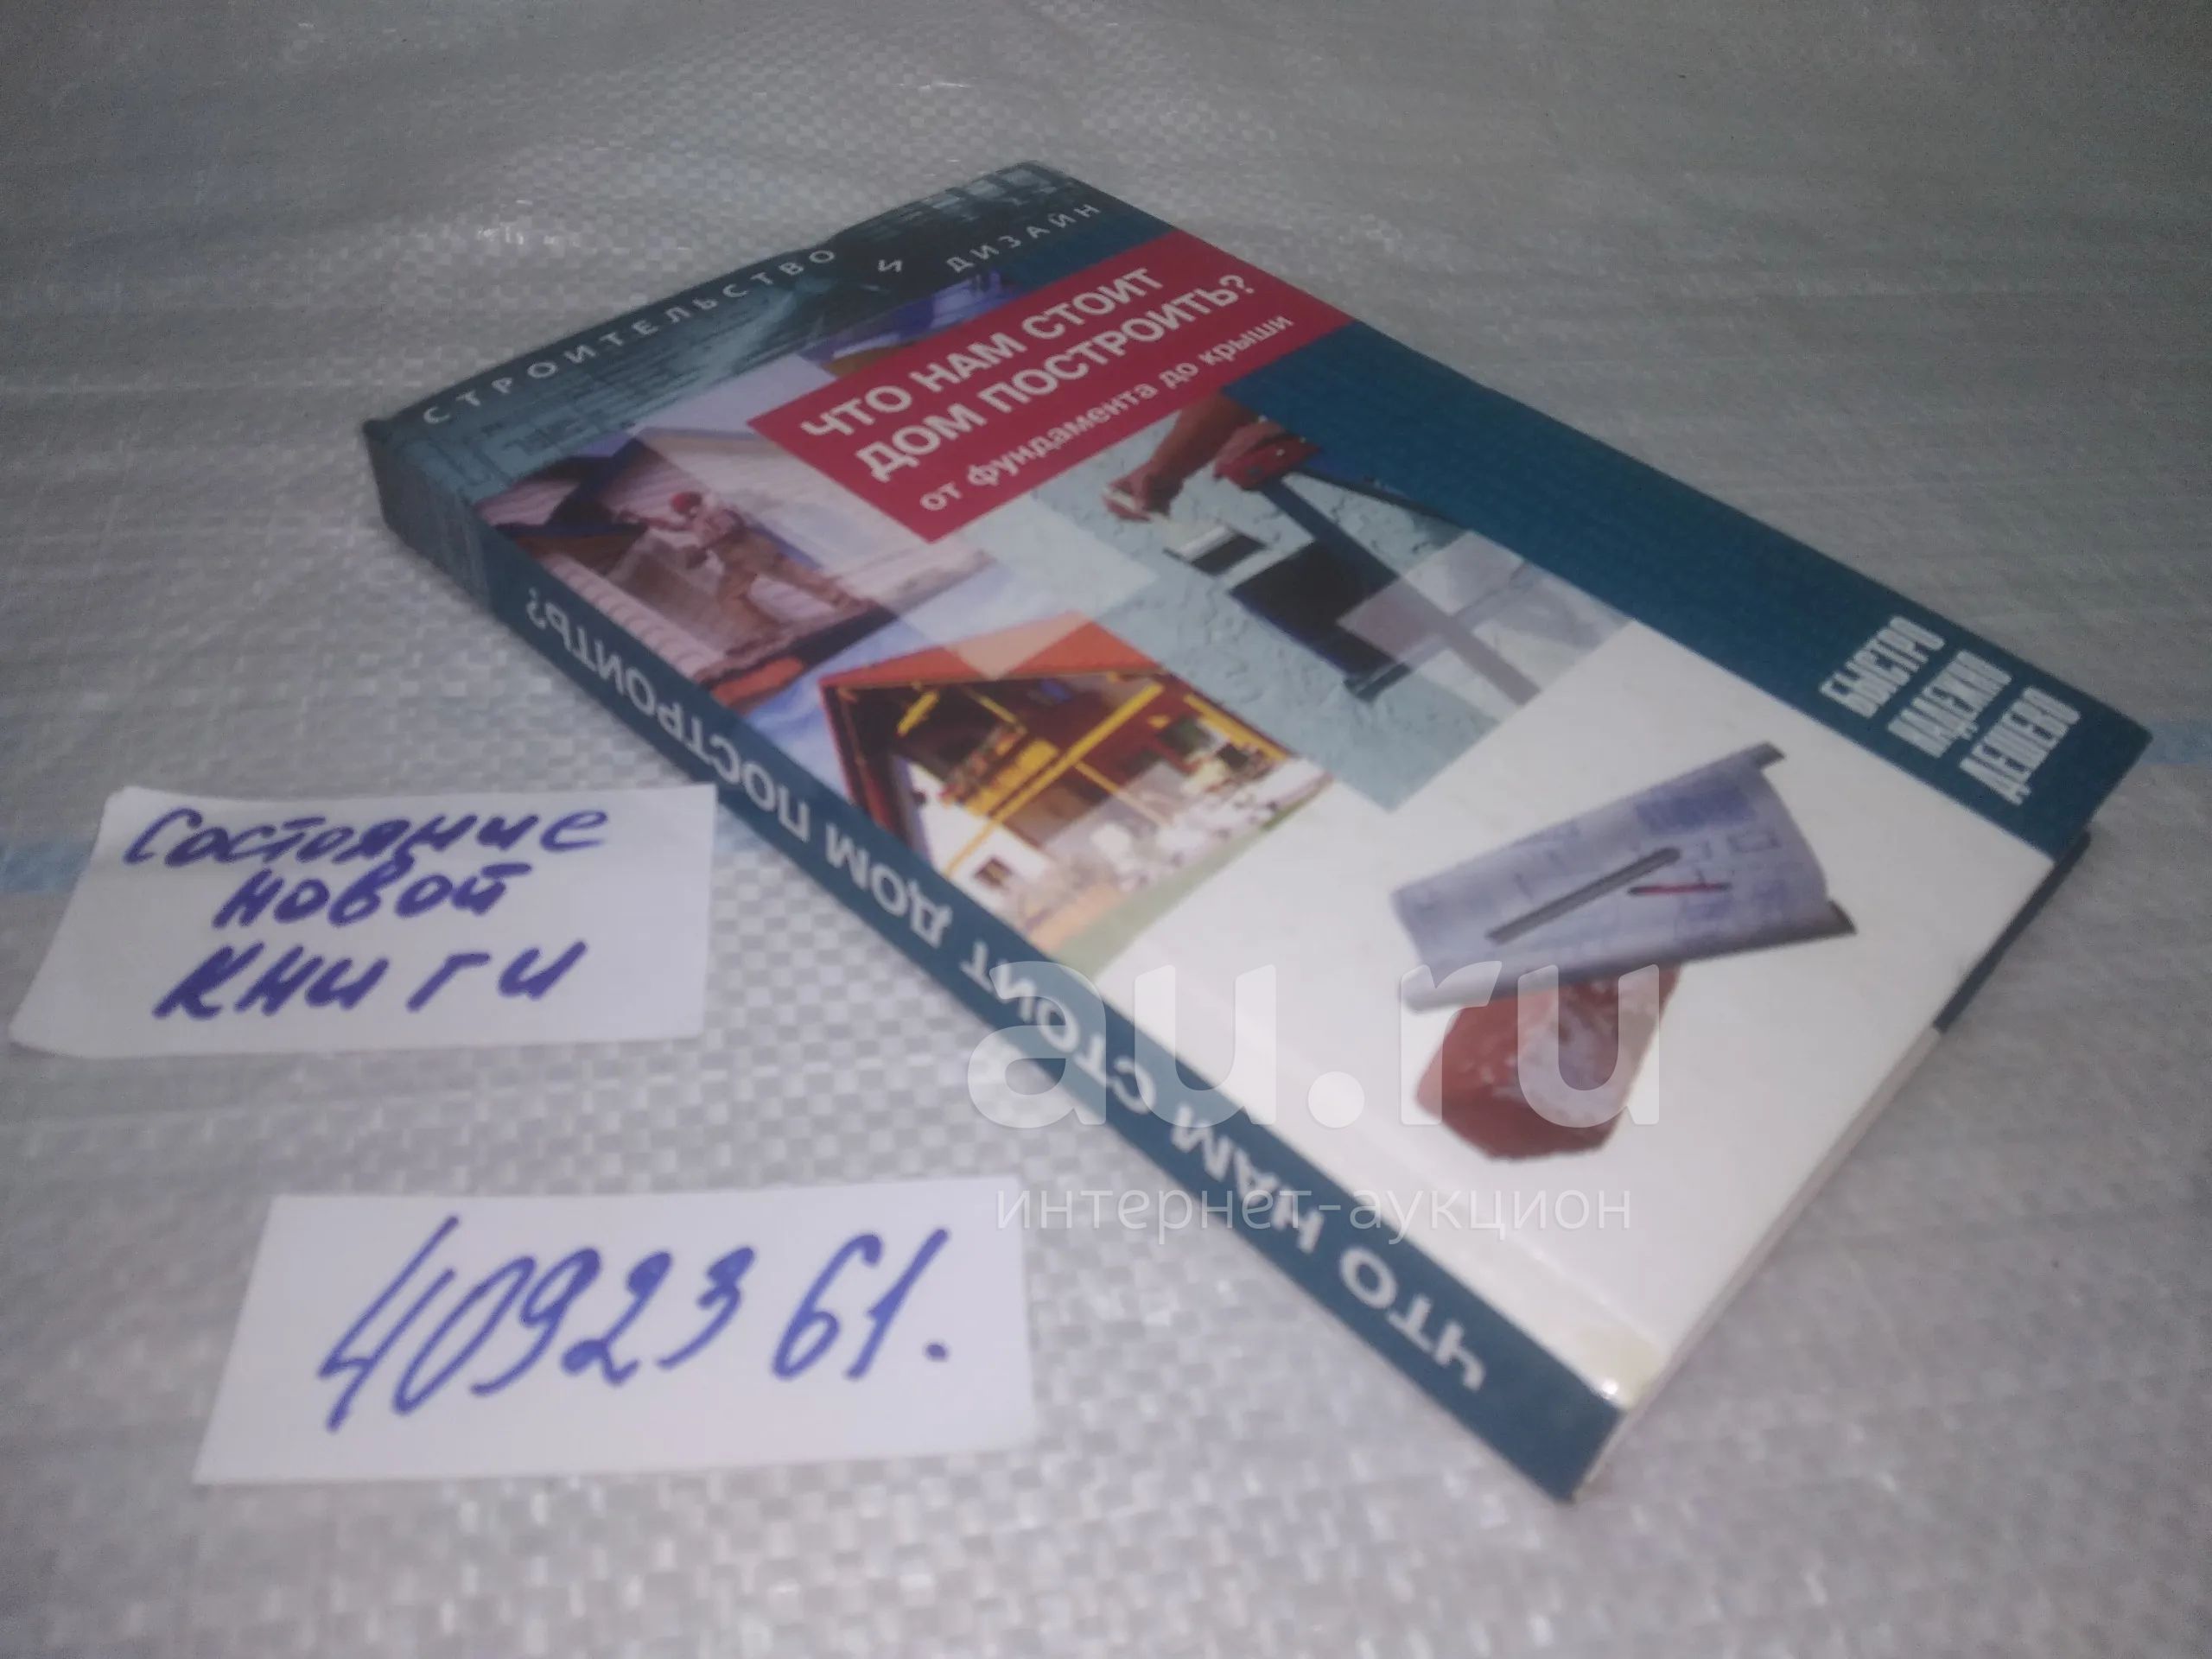 СТРОИТЕЛЬСТВО И ДИЗАЙН
ЧТО НАМ СТОИТ
ДОМ ПОСТРОИТЬ?
от фундамента до крыши
БЫСТРО
НАДЕЖНО
ДЕШЕВО
ЧТО НАМ СТОИТ ДОМ ПОСТРОИТЬ?
Состояние
новой
книги
4092361.
au.ru
интернет-аукцион